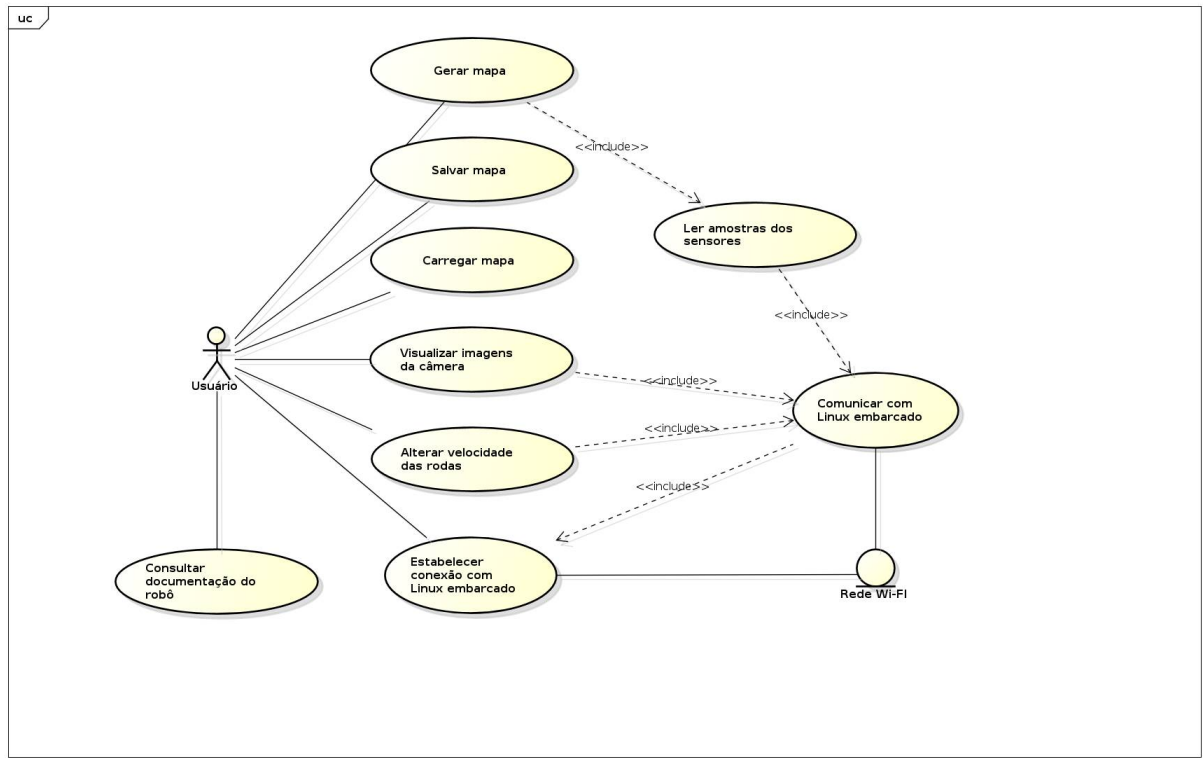 uc
Gerar mapa
<<include>>
Salvar mapa
Ler amostras dos
sensores
Carregar mapa
<<include>>
Visualizar imagens
da câmera
<<include>>
Usuário
Comunicar com
Linux embarcado
<<include>>
Alterar velocidade
das rodas
<<include>>
Estabelecer
conexão com
Linux embarcado
Consultar
documentação do
robô
Rede Wi-FI